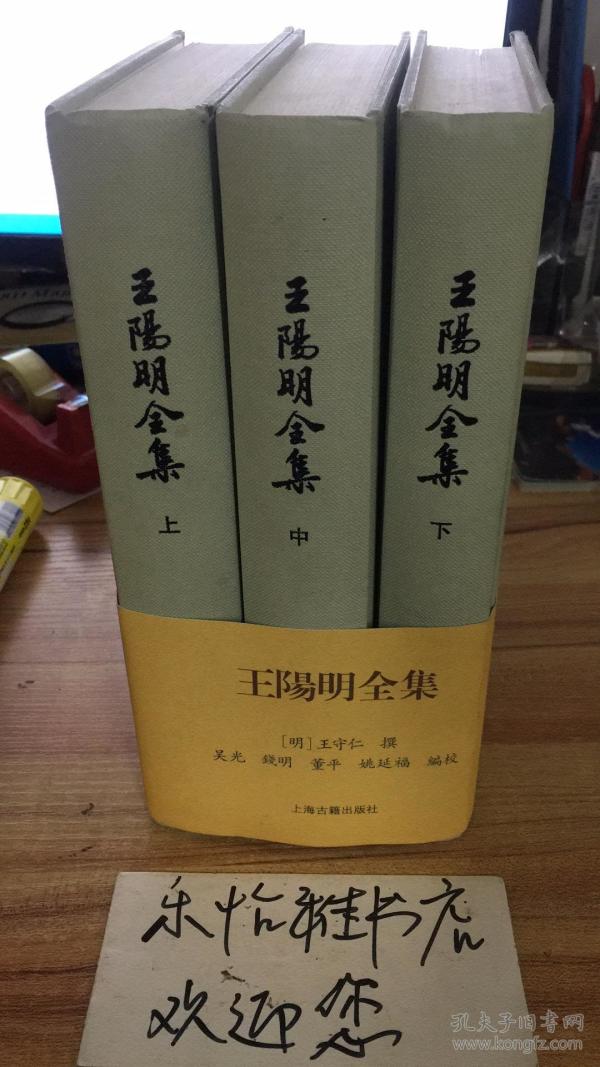 王陽明全集 上
王陽明全集 中
王陽明全集 下
王陽明全集
[明]王守仁 撰
吴光 錢明 董平 姚延福 編校
上海古籍出版社
乐怡雅书店
欢迎您
孔夫子旧书网
www.kongfz.com